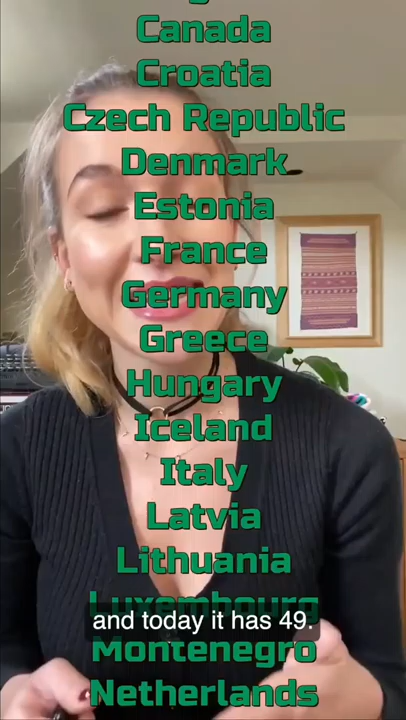 Canada
Croatia
Czech Republic
Denmark
Estonia
France
Germany
Greece
Hungary
Iceland
Italy
Latvia
Lithuania
Luxembourg
and today it has 49.
Montenegro
Netherlands